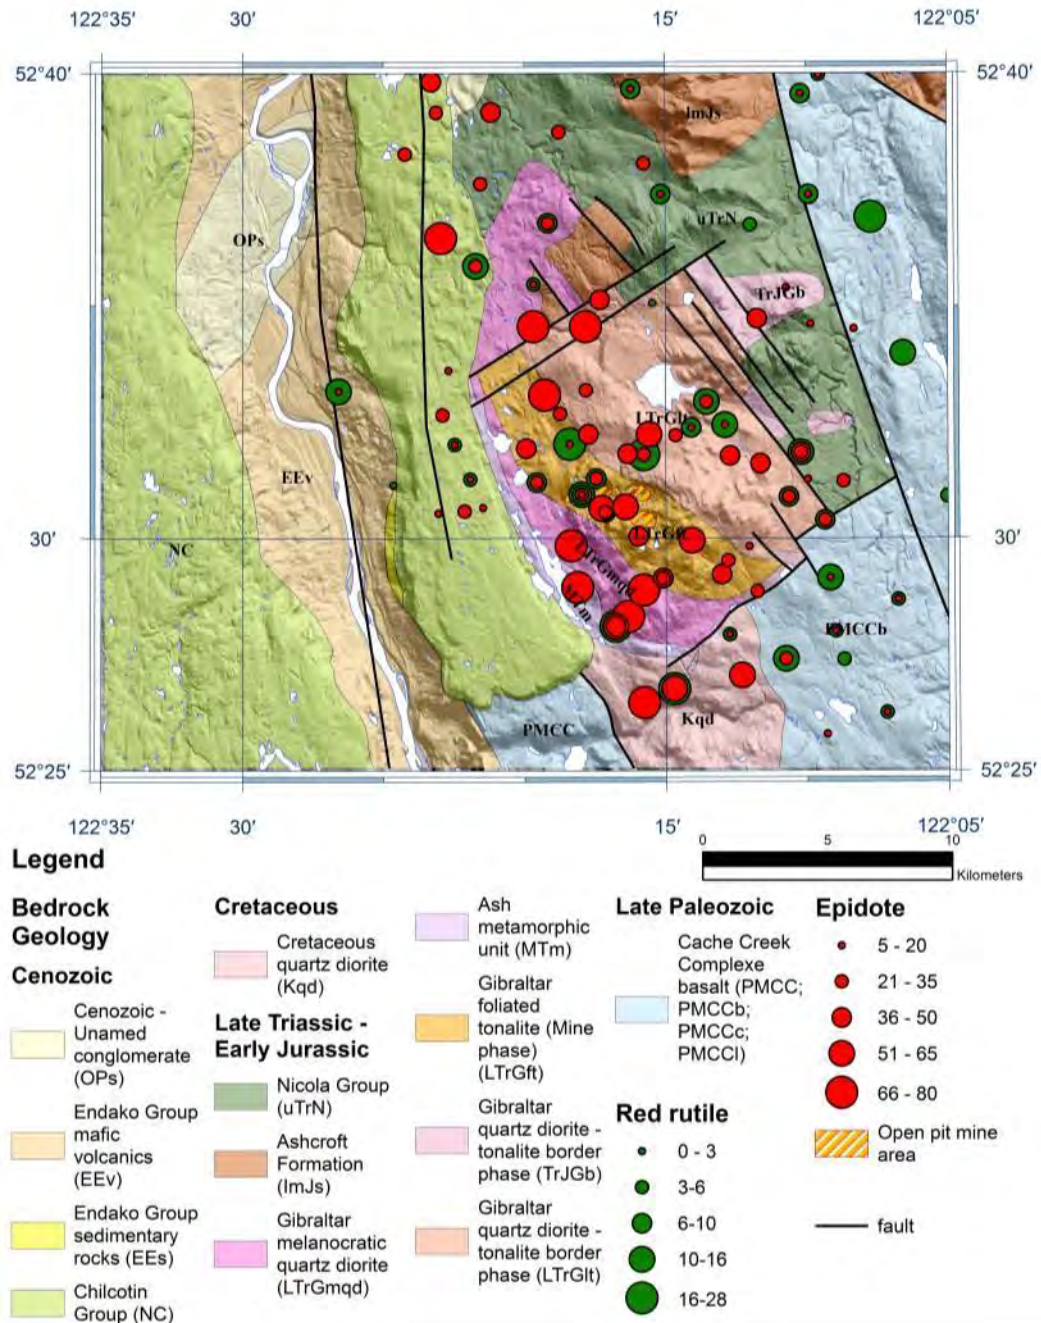 122°35′ 30′ 15′ 122°05′
52°40′ 52°40′
lmJs
uTrN
OPs
TrJGb
LTrGlt
EEv
30′ 30′
NC
LTrGft
LTrGmqd
MTm
PMCCb
Kqd
PMCC
52°25′ 52°25′
122°35′ 30′ 15′ 122°05′
0 5 10
Kilometers
Legend
Bedrock
Geology
Cenozoic
Cenozoic -
Unamed
conglomerate
(OPs)
Endako Group
mafic
volcanics
(EEv)
Endako Group
sedimentary
rocks (EEs)
Chilcotin
Group (NC)
Cretaceous
Cretaceous
quartz diorite
(Kqd)
Late Triassic -
Early Jurassic
Nicola Group
(uTrN)
Ashcroft
Formation
(lmJs)
Gibraltar
melanocratic
quartz diorite
(LTrGmqd)
Ash
metamorphic
unit (MTm)
Gibraltar
foliated
tonalite (Mine
phase)
(LTrGft)
Gibraltar
quartz diorite -
tonalite border
phase (TrJGb)
Gibraltar
quartz diorite -
tonalite border
phase (LTrGlt)
Late Paleozoic
Cache Creek
Complexe
basalt (PMCC;
PMCCb;
PMCCc;
PMCCl)
Red rutile
0 - 3
3-6
6-10
10-16
16-28
Epidote
5 - 20
21 - 35
36 - 50
51 - 65
66 - 80
Open pit mine
area
fault